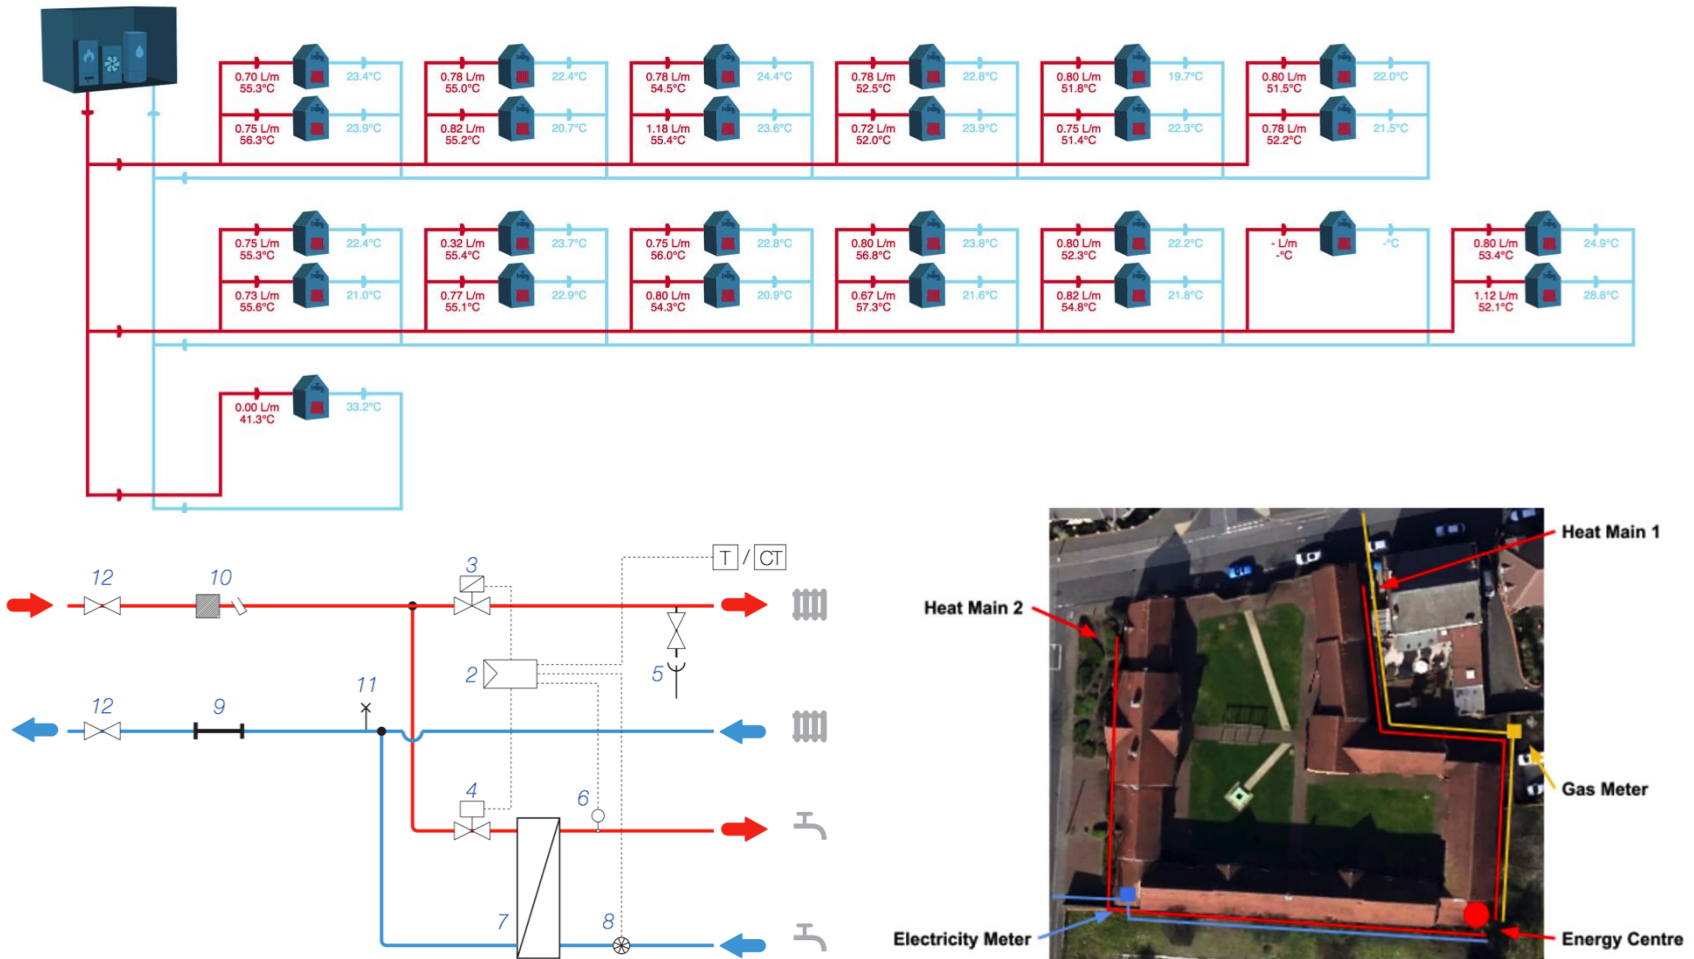 0.70 L/m
55.3°C
23.4°C
0.78 L/m
55.0°C
22.4°C
0.78 L/m
54.5°C
24.4°C
0.78 L/m
52.5°C
22.8°C
0.80 L/m
51.8°C
19.7°C
0.80 L/m
51.5°C
22.0°C
0.75 L/m
56.3°C
23.9°C
0.82 L/m
55.2°C
20.7°C
1.18 L/m
55.4°C
23.6°C
0.72 L/m
52.0°C
23.9°C
0.75 L/m
51.4°C
22.3°C
0.78 L/m
52.2°C
21.5°C
0.75 L/m
55.3°C
22.4°C
0.32 L/m
55.4°C
23.7°C
0.75 L/m
56.0°C
22.8°C
0.80 L/m
56.8°C
23.8°C
0.80 L/m
52.3°C
22.2°C
- L/m
-°C
-°C
0.80 L/m
53.4°C
24.9°C
0.73 L/m
55.6°C
21.0°C
0.77 L/m
55.1°C
22.9°C
0.80 L/m
54.3°C
20.9°C
0.67 L/m
57.3°C
21.6°C
0.82 L/m
54.8°C
21.8°C
1.12 L/m
52.1°C
28.8°C
0.00 L/m
41.3°C
33.2°C
T / CT
12
10
3
2
5
12
9
11
4
6
7
8
Heat Main 1
Heat Main 2
Gas Meter
Electricity Meter
Energy Centre